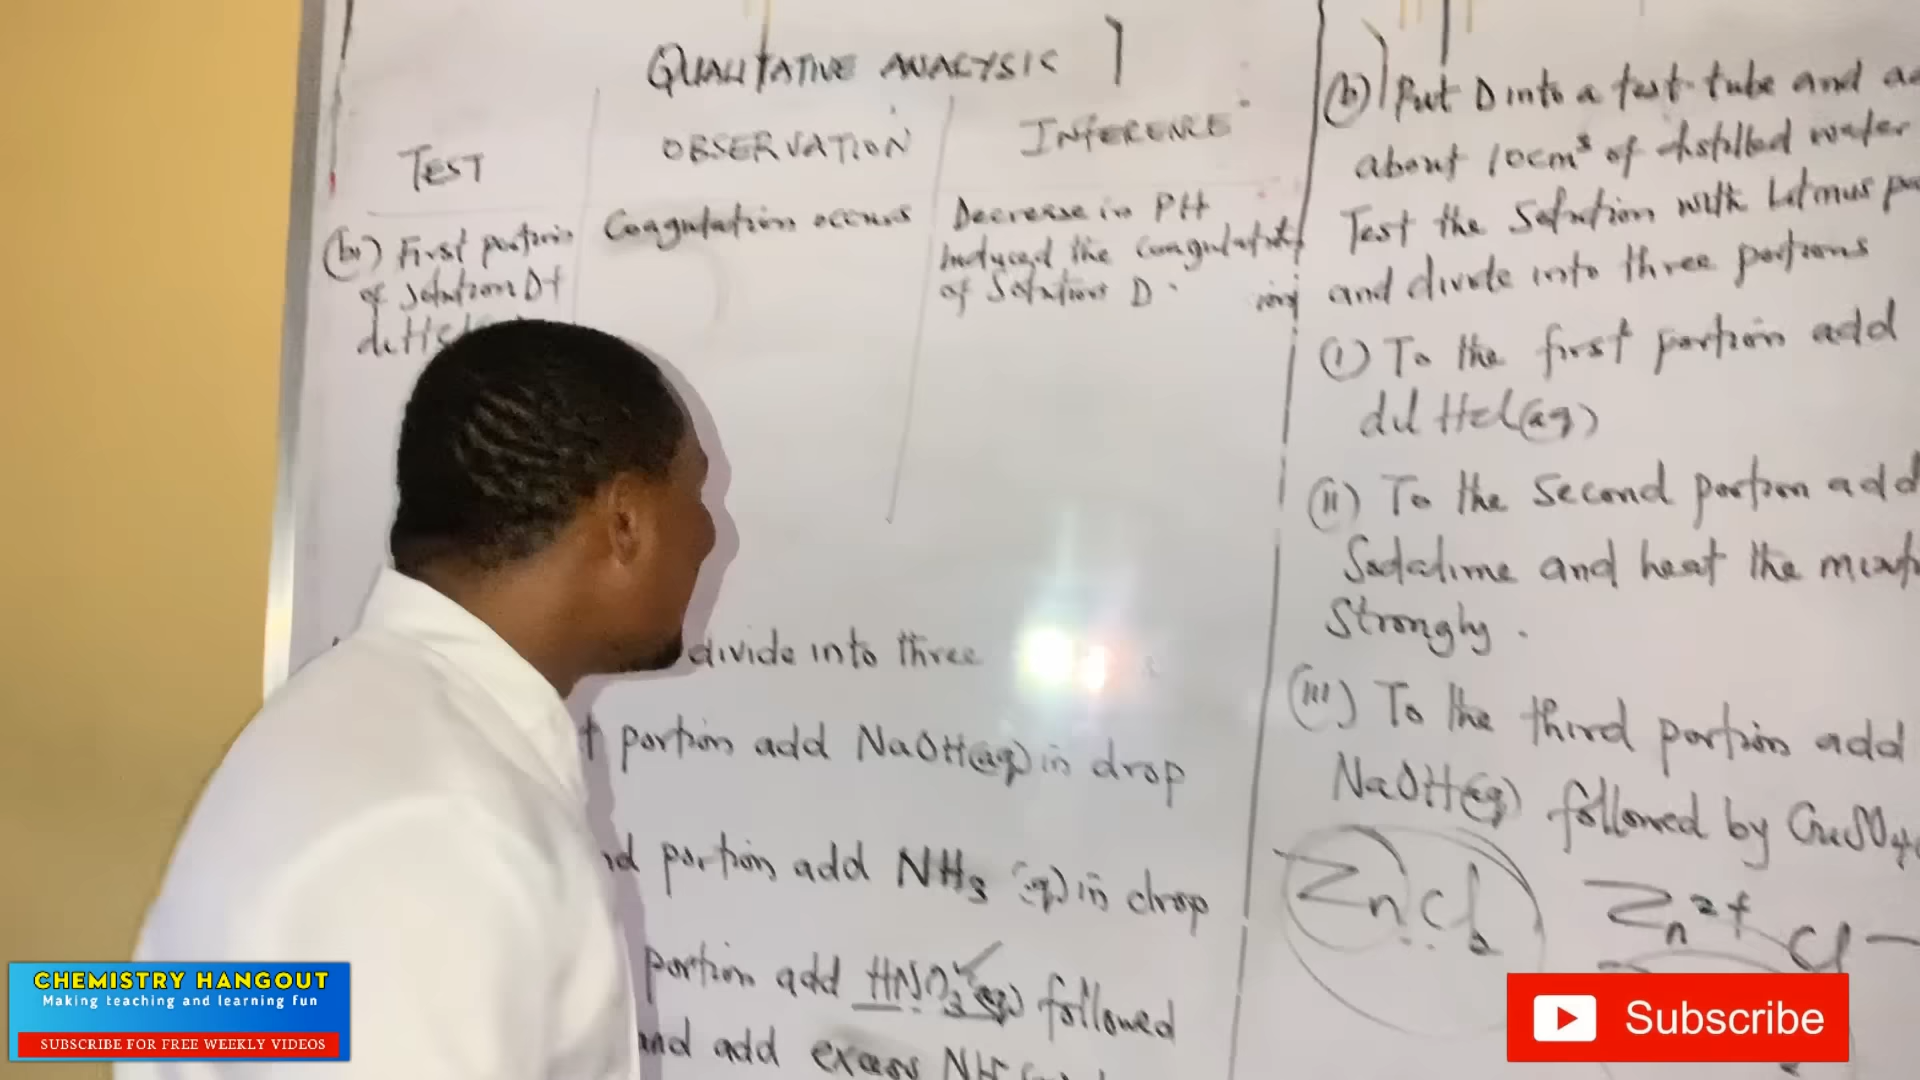 QUALITATIVE ANALYSIS
TEST
OBSERVATION
INFERENCE
First portion
of solution D+
dil HCl
Coagulation occurs
Decrease in PH
Induced the coagulation
of Solution D.
(b) Put D into a test-tube and
about 10cm³ of distilled water
Test the Solution with Litmus
and divide into three portions
(i) To the first portion add
dil HCl(aq)
(ii) To the Second portion add
Sodalime and heat the
Strongly.
(iii) To the third portion add
NaOH(aq) followed by CuSO4
ZnCl2
Zn2+
Cl-
divide into three
portion add NaOH(aq) in drop
portion add NH3 (aq) in drop
portion add HNO3(aq) followed
and add excess
CHEMISTRY HANGOUT
Making teaching and learning fun
SUBSCRIBE FOR FREE WEEKLY VIDEOS
Subscribe